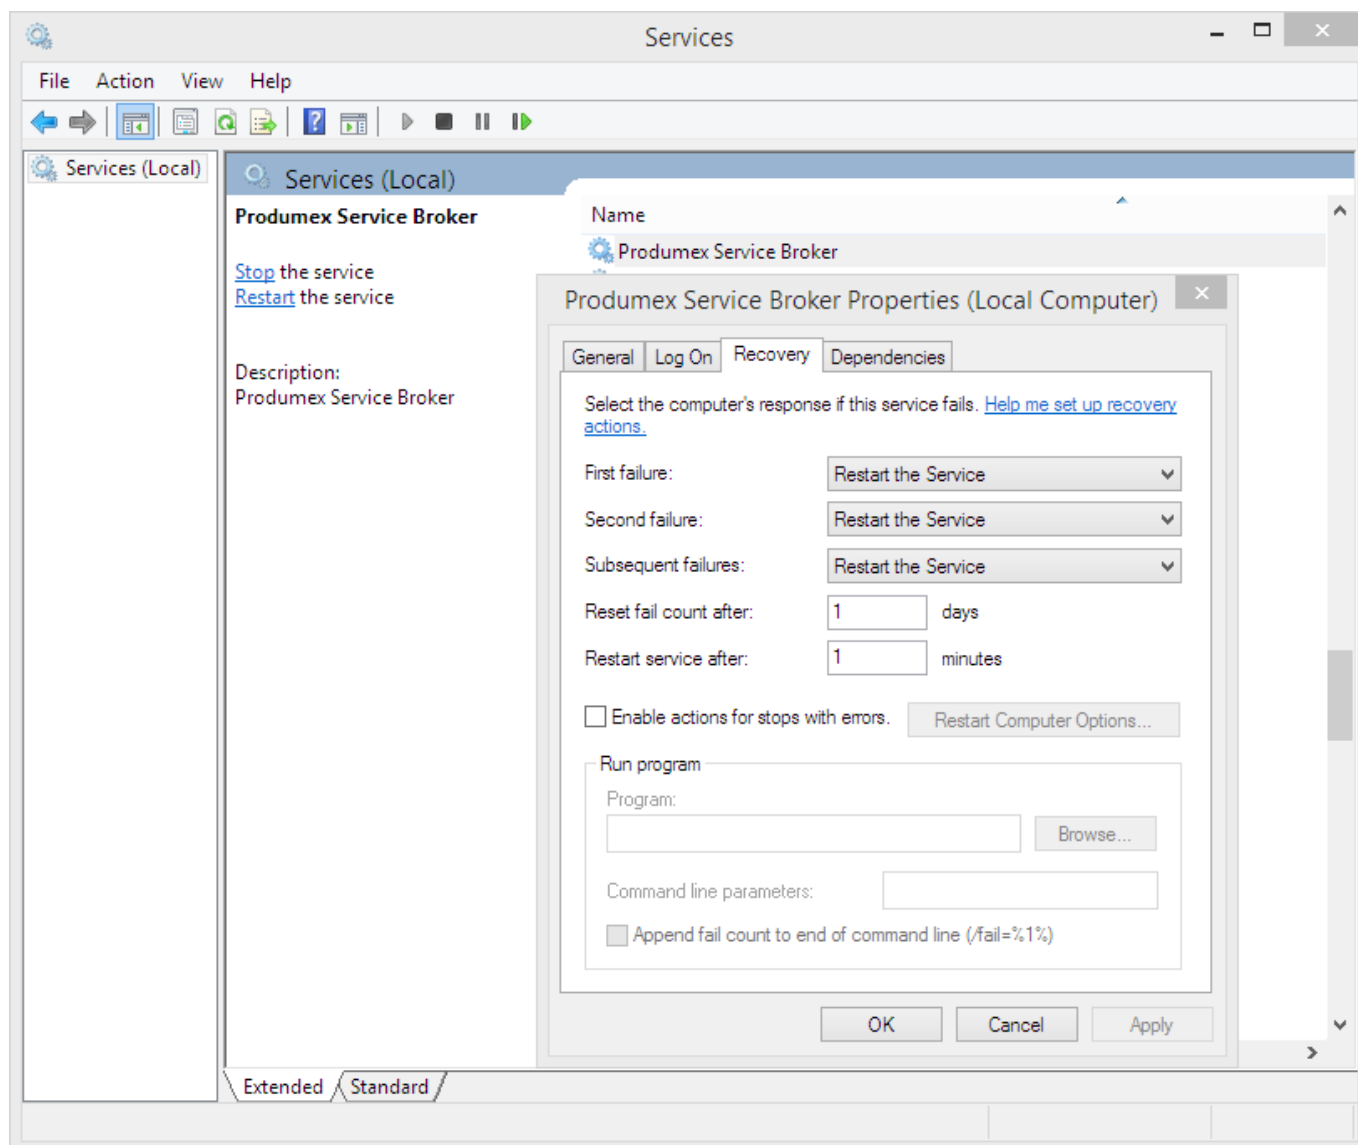 Services
File Action View Help
Services (Local)
Services (Local)
Produmex Service Broker
Stop the service
Restart the service
Description:
Produmex Service Broker
Name
Produmex Service Broker
Produmex Service Broker Properties (Local Computer)
General Log On Recovery Dependencies
Select the computer's response if this service fails. Help me set up recovery
actions.
First failure: Restart the Service
Second failure: Restart the Service
Subsequent failures: Restart the Service
Reset fail count after: 1 days
Restart service after: 1 minutes
Enable actions for stops with errors. Restart Computer Options...
Run program
Program:
Browse...
Command line parameters:
Append fail count to end of command line (/fail=%1%)
OK Cancel Apply
Extended Standard